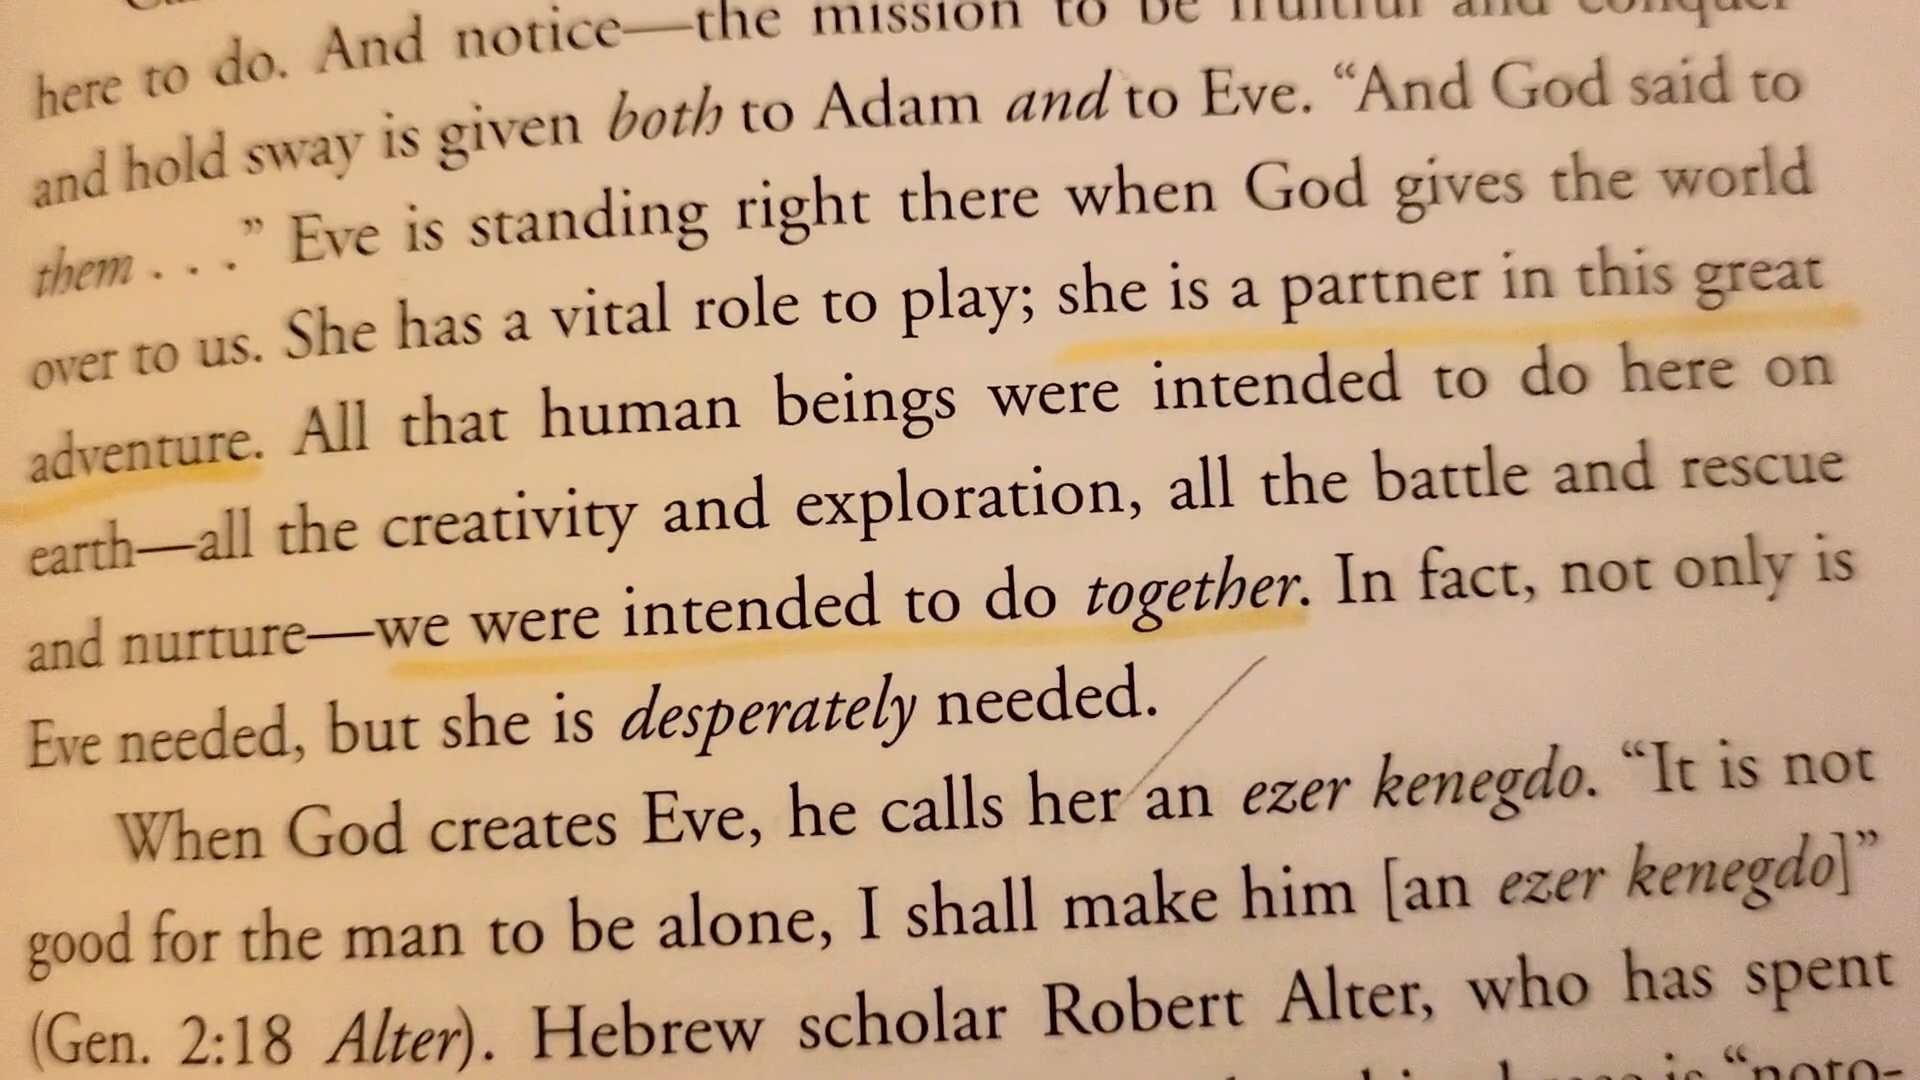 here to do. And notice—the mission to be fruitful and conquer
and hold sway is given both to Adam and to Eve. “And God said to
them . . .” Eve is standing right there when God gives the world
over to us. She has a vital role to play; she is a partner in this great
adventure. All that human beings were intended to do here on
earth—all the creativity and exploration, all the battle and rescue
and nurture—we were intended to do together. In fact, not only is
Eve needed, but she is desperately needed.
When God creates Eve, he calls her an ezer kenegdo. “It is not
good for the man to be alone, I shall make him [an ezer kenegdo]”
(Gen. 2:18 Alter). Hebrew scholar Robert Alter, who has spent
is “noto-